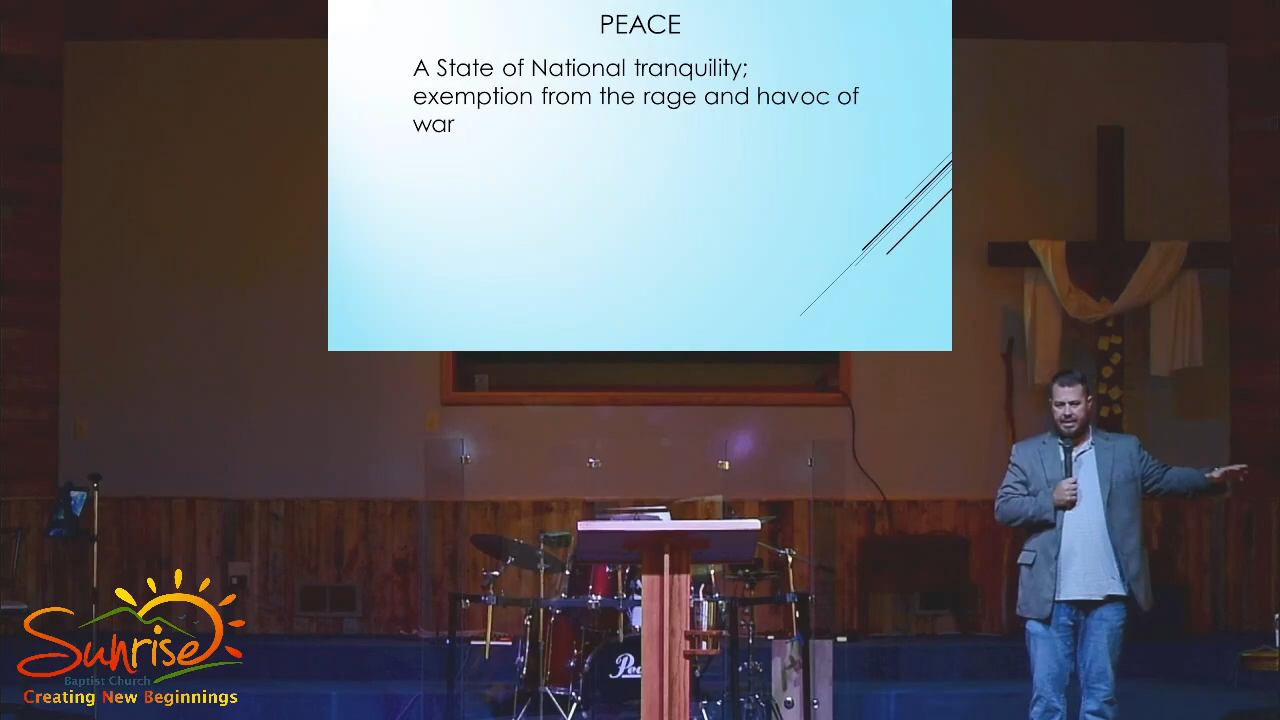 PEACE
A State of National tranquility;
exemption from the rage and havoc of
war
Sunrise
Baptist Church
Creating New Beginnings